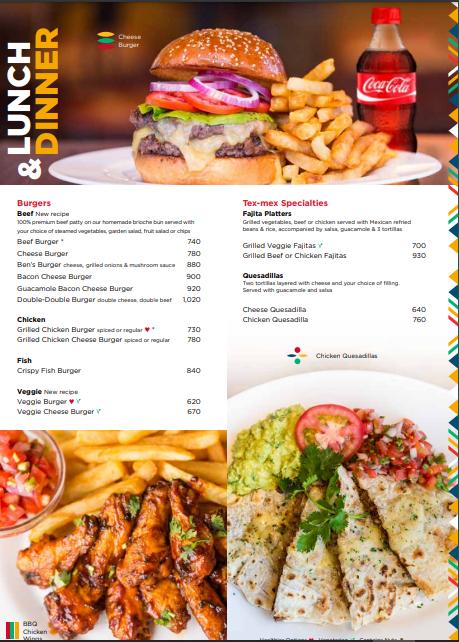 & LUNCH
DINNER
Cheese
Burger
Coca-Cola
Burgers
Beef New recipe
100% premium beef patty on our homemade brioche bun served with
your choice of steamed vegetables, garden salad, fruit salad or chips
Beef Burger * 740
Cheese Burger 780
Ben's Burger cheese, grilled onions & mushroom sauce 880
Bacon Cheese Burger 900
Guacamole Bacon Cheese Burger 920
Double-Double Burger double cheese, double beef 1,020
Chicken
Grilled Chicken Burger spiced or regular ♥ * 730
Grilled Chicken Cheese Burger spiced or regular 780
Fish
Crispy Fish Burger 840
Veggie New recipe
Veggie Burger ♥ 620
Veggie Cheese Burger 670
Tex-mex Specialties
Fajita Platters
Grilled vegetables, beef or chicken served with Mexican refried
beans & rice, accompanied by salsa, guacamole & 3 tortillas
Grilled Veggie Fajitas 700
Grilled Beef or Chicken Fajitas 930
Quesadillas
Two tortillas layered with cheese and your choice of filling.
Served with guacamole and salsa
Cheese Quesadilla 640
Chicken Quesadilla 760
Chicken Quesadillas
BBQ
Chicken
Wings